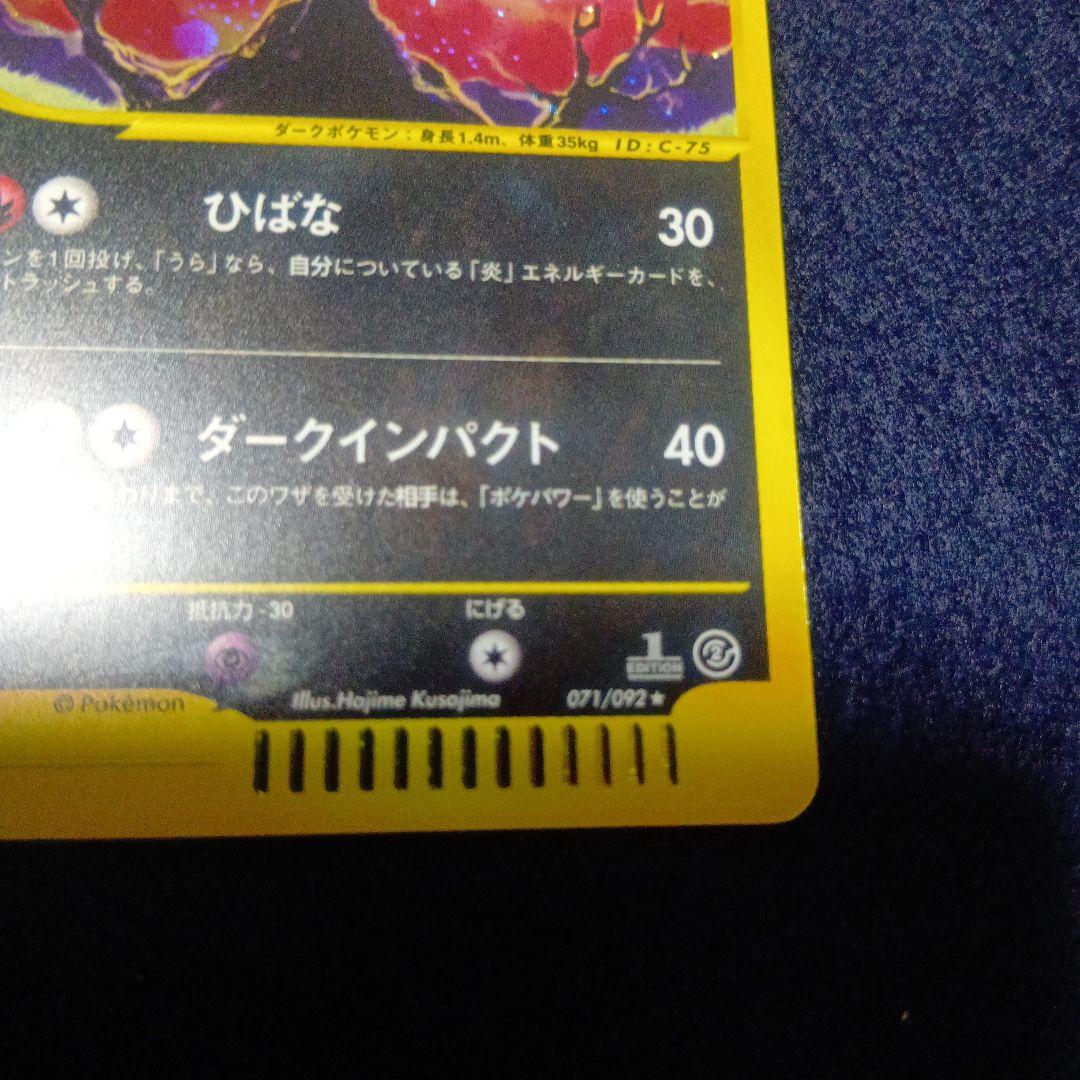 ダークポケモン：身長1.4m、体重35kg ID：C-75
ひばな 30
ンを1回投げ、「うら」なら、自分についている「炎」エネルギーカードを、
トラッシュする。
ダークインパクト 40
わりまで、このワザを受けた相手は、「ポケパワー」を使うことが
抵抗力 -30 にげる
1 EDITION 2
© Pokémon Illus. Hajime Kusajima 071/092★